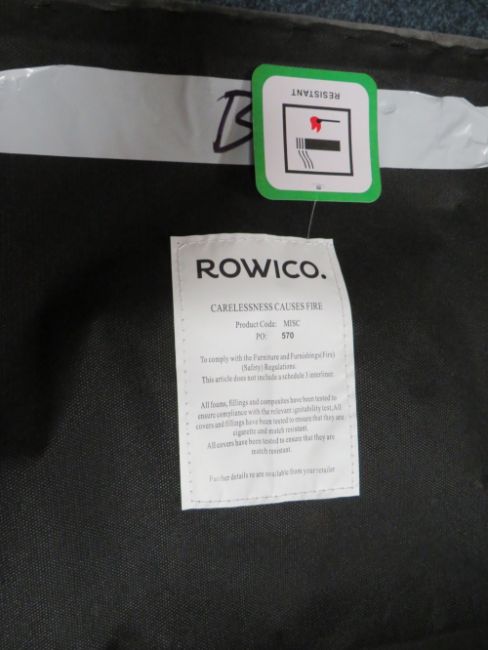 B
RESISTANT
ROWICO.
CARELESSNESS CAUSES FIRE
Product Code: MISC
PO: 570
To comply with the Furniture and Furnishings(Fire)
(Safety) Regulations.
This article does not include a schedule 3 interliner.
All foams, fillings and composites have been tested to
ensure compliance with the relevant ignitability test;All
covers and fillings have been tested to ensure that they are
cigarette and match resistant.
All covers have been tested to ensure that they are
match resistant.
Further details re are available from your retailer